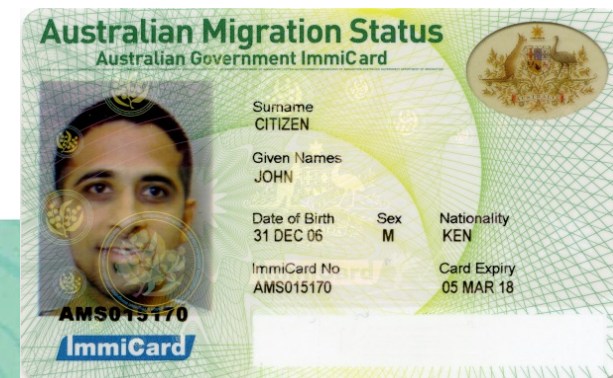 Australian Migration Status
Australian Government ImmiCard
Surname
CITIZEN
Given Names
JOHN
Date of Birth Sex Nationality
31 DEC 06 M KEN
ImmiCard No Card Expiry
AMS015170 05 MAR 18
AMS015170
ImmiCard